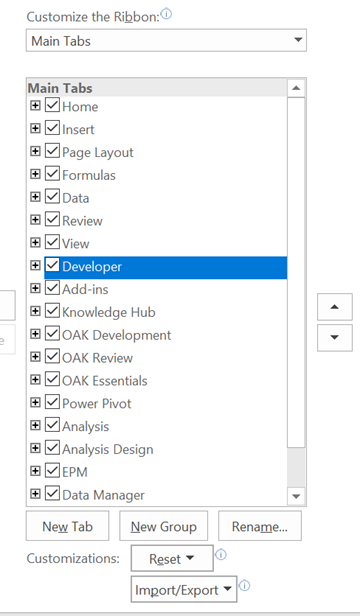 Customize the Ribbon:
Main Tabs
Main Tabs
Home
Insert
Page Layout
Formulas
Data
Review
View
Developer
Add-ins
Knowledge Hub
OAK Development
OAK Review
OAK Essentials
Power Pivot
Analysis
Analysis Design
EPM
Data Manager
e
New Tab New Group Rename...
Customizations: Reset
Import/Export